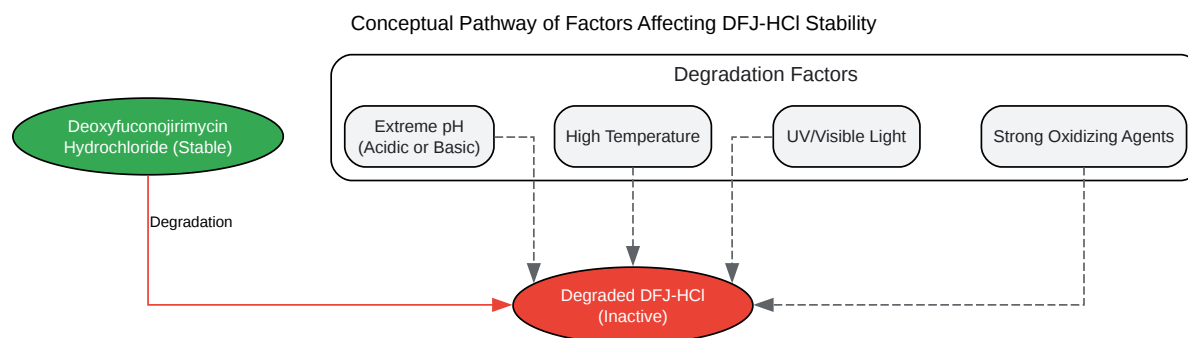 Conceptual Pathway of Factors Affecting DFJ-HCl Stability
Degradation Factors
Deoxyfuconojirimycin
Hydrochloride (Stable)
Extreme pH
(Acidic or Basic)
High Temperature
UV/Visible Light
Strong Oxidizing Agents
Degradation
Degraded DFJ-HCl
(Inactive)